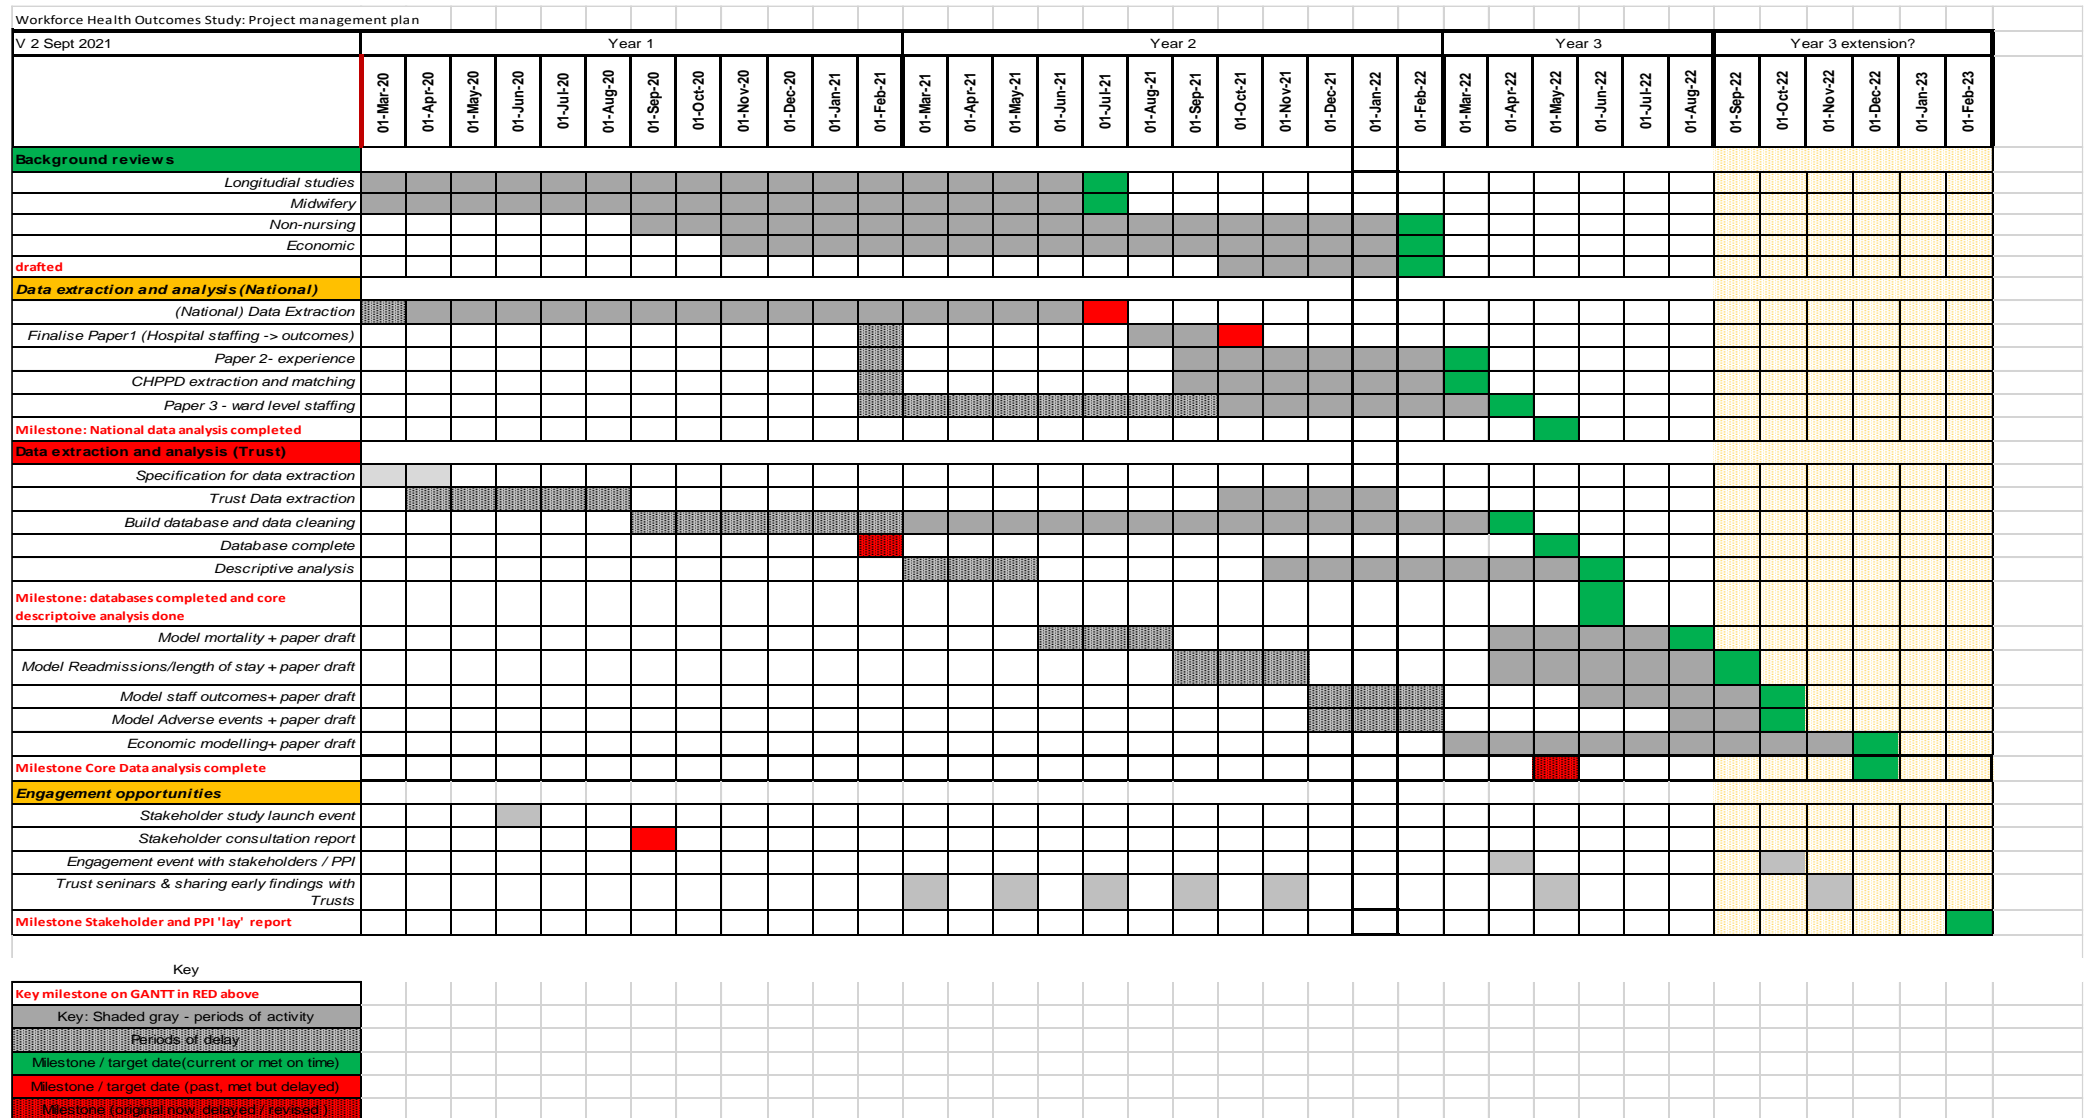 Workforce Health Outcomes Study: Project management plan
V 2 Sept 2021 Year 1 Year 2 Year 3 Year 3 extension?
01-Mar-20 01-Apr-20 01-May-20 01-Jun-20 01-Jul-20 01-Aug-20 01-Sep-20 01-Oct-20 01-Nov-20 01-Dec-20 01-Jan-21 01-Feb-21 01-Mar-21 01-Apr-21 01-May-21 01-Jun-21 01-Jul-21 01-Aug-21 01-Sep-21 01-Oct-21 01-Nov-21 01-Dec-21 01-Jan-22 01-Feb-22 01-Mar-22 01-Apr-22 01-May-22 01-Jun-22 01-Jul-22 01-Aug-22 01-Sep-22 01-Oct-22 01-Nov-22 01-Dec-22 01-Jan-23 01-Feb-23
Background reviews
Longitudial studies
Midwifery
Non-nursing
Economic
drafted
Data extraction and analysis (National)
(National) Data Extraction
Finalise Paper1 (Hospital staffing -> outcomes)
Paper 2- experience
CHPPD extraction and matching
Paper 3 - ward level staffing
Milestone: National data analysis completed
Data extraction and analysis (Trust)
Specification for data extraction
Trust Data extraction
Build database and data cleaning
Database complete
Descriptive analysis
Milestone: databases completed and core
descriptoive analysis done
Model mortality + paper draft
Model Readmissions/length of stay + paper draft
Model staff outcomes+ paper draft
Model Adverse events + paper draft
Economic modelling+ paper draft
Milestone Core Data analysis complete
Engagement opportunities
Stakeholder study launch event
Stakeholder consultation report
Engagement event with stakeholders / PPI
Trust seninars & sharing early findings with
Trusts
Milestone Stakeholder and PPI 'lay' report
Key
Key milestone on GANTT in RED above
Key: Shaded gray - periods of activity
Periods of delay
Milestone / target date(current or met on time)
Milestone / target date (past, met but delayed)
Milestone (original now delayed / revised )